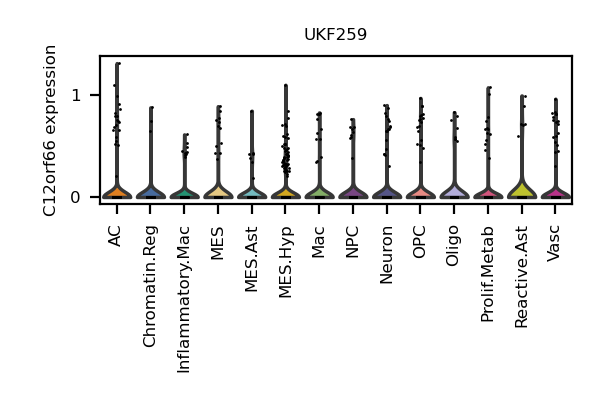 UKF259
C12orf66 expression
1
0
AC
Chromatin.Reg
Inflammatory.Mac
MES
MES.Ast
MES.Hyp
Mac
NPC
Neuron
OPC
Oligo
Prolif.Metab
Reactive.Ast
Vasc